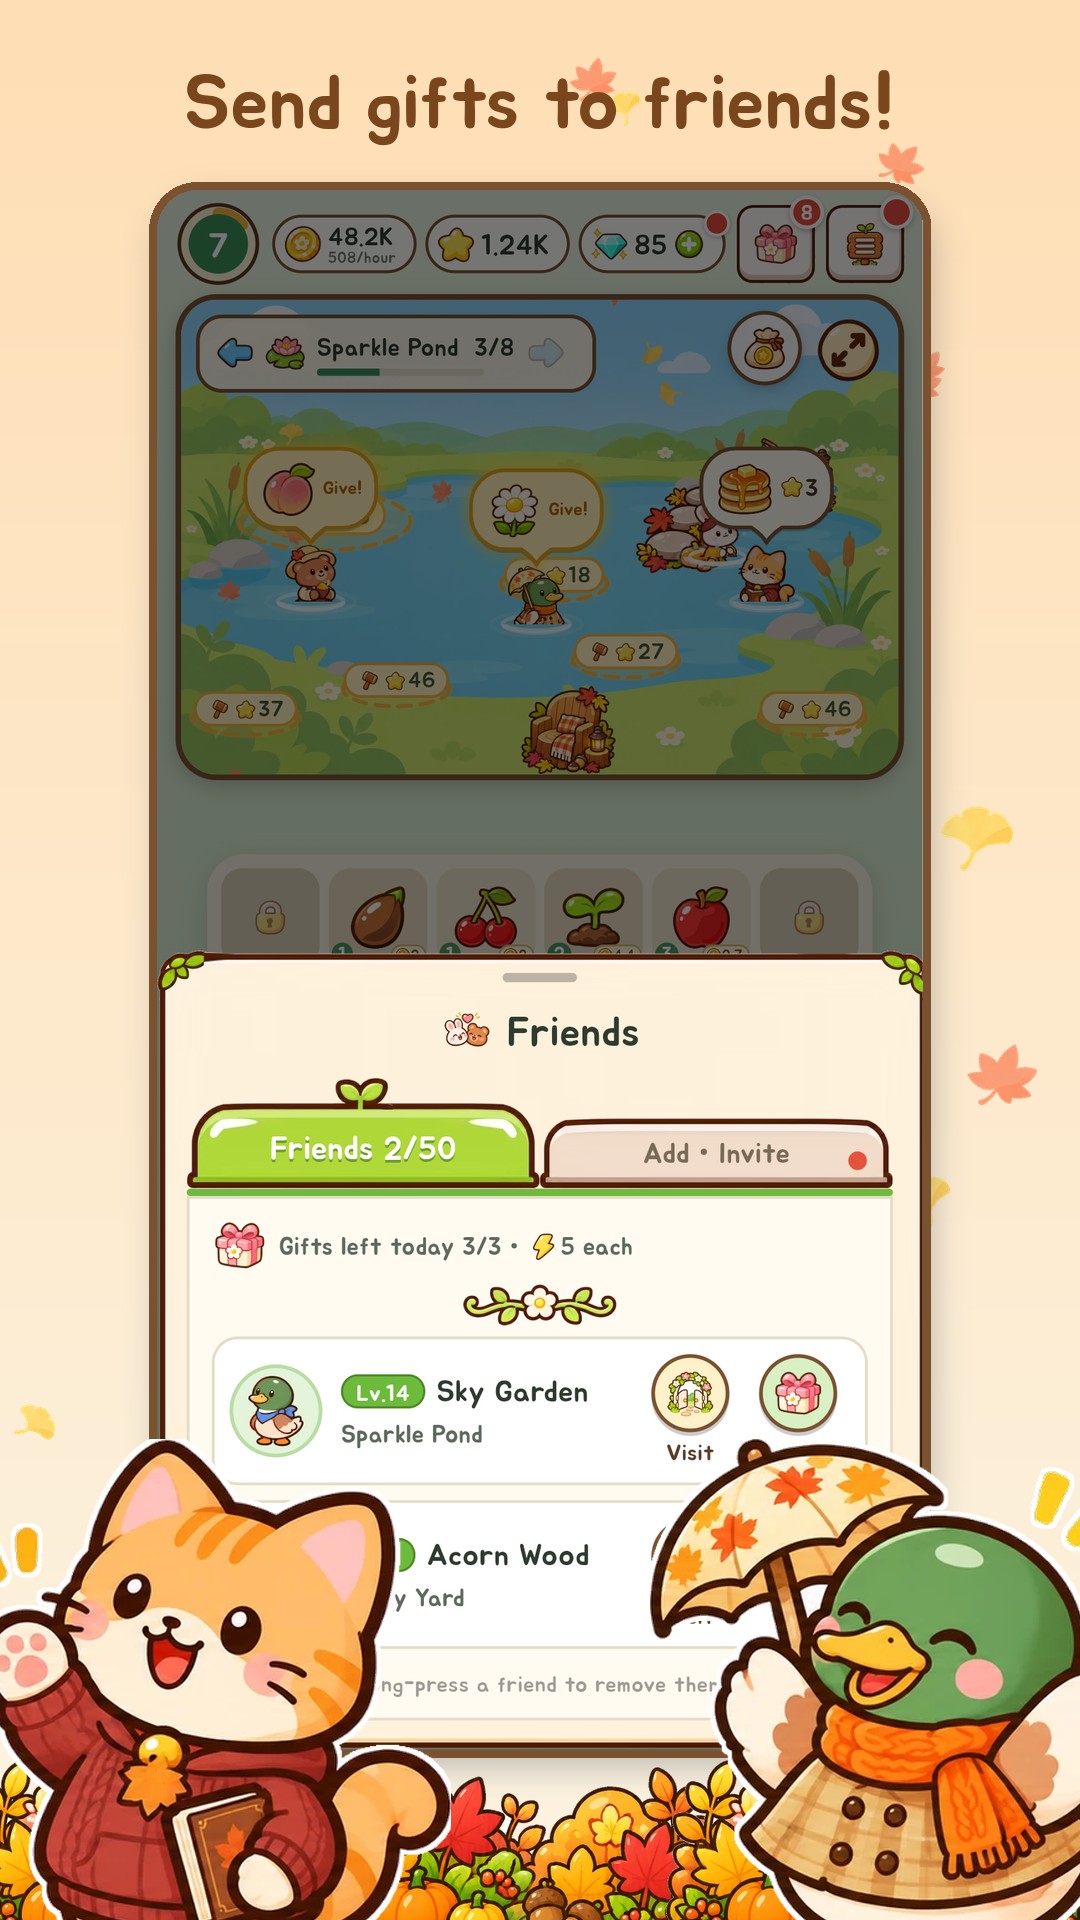 Send gifts to friends!
7
48.2K
508/hour
1.24K
85
8
Sparkle Pond 3/8
Give!
Give!
3
18
27
46
37
46
Friends
Friends 2/50
Add • Invite
Gifts left today 3/3 • 5 each
Lv.14 Sky Garden
Sparkle Pond
Visit
Acorn Wood
y Yard
ng-press a friend to remove